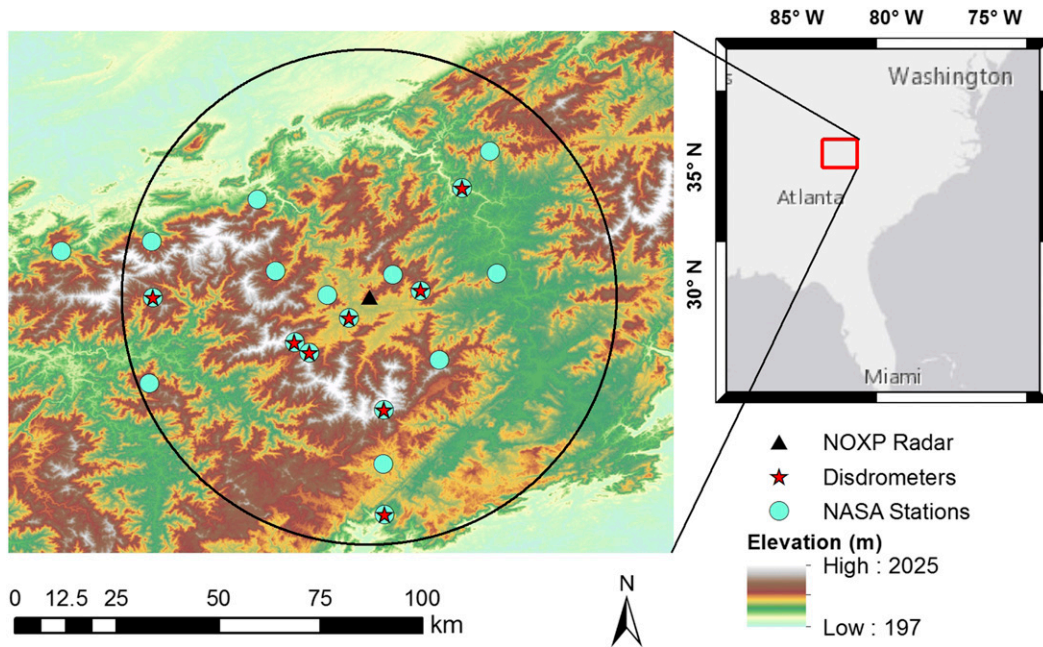 85° W 80° W 75° W
s
Washington
35° N
Atlanta
30° N
Miami
NOXP Radar
Disdrometers
NASA Stations
Elevation (m)
High : 2025
Low : 197
N
0 12.5 25 50 75 100
km